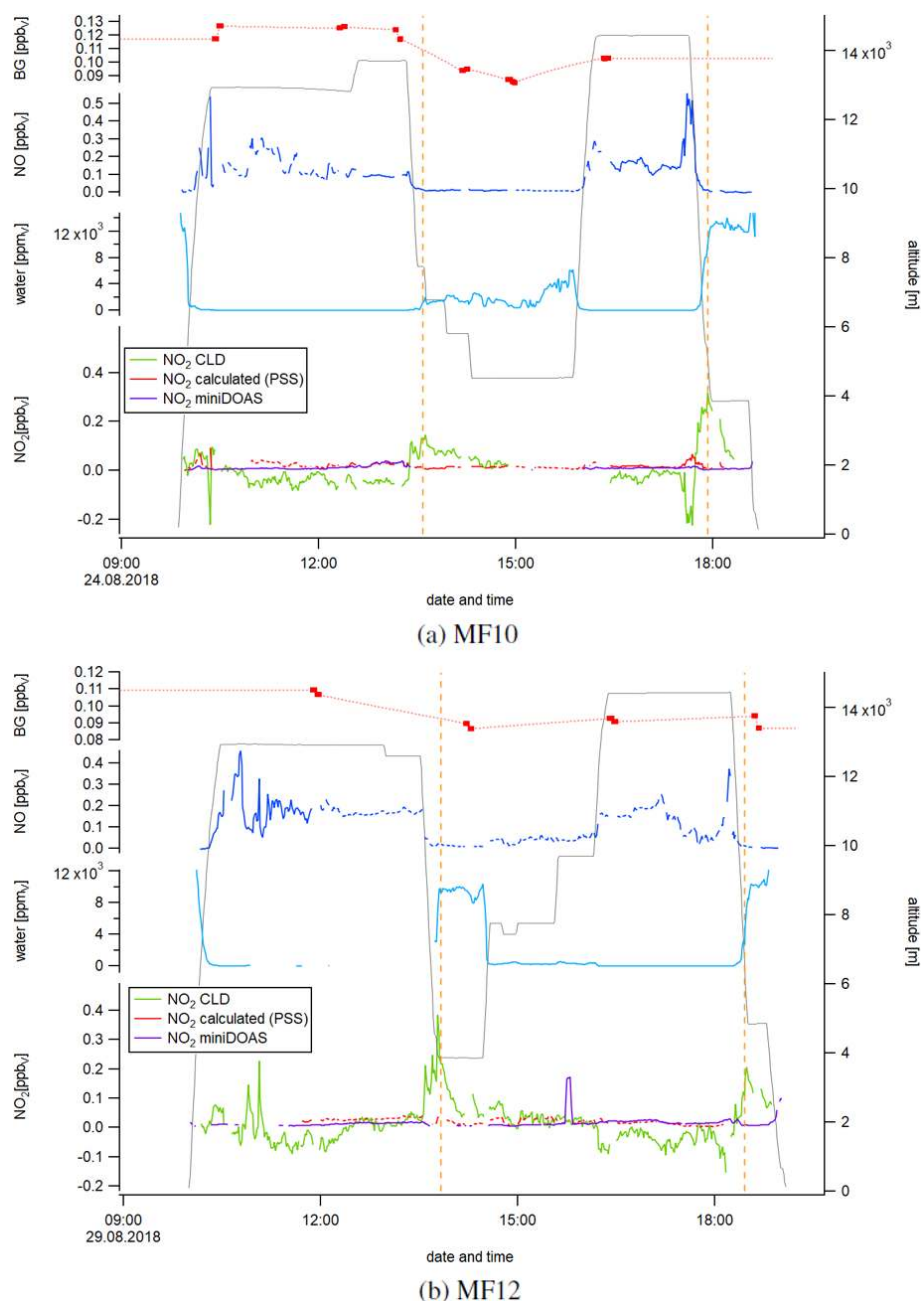 0.13
0.12
0.11
0.10
0.09
BG [ppbV]
0.5
0.4
0.3
0.2
0.1
0.0
NO [ppbV]
12 x10³
8
4
0
water [ppmV]
0.4
0.2
0.0
-0.2
NO₂[ppbV]
NO₂ CLD
NO₂ calculated (PSS)
NO₂ miniDOAS
14 x10³
12
10
8
6
4
2
0
altitude [m]
09:00 12:00 15:00 18:00
24.08.2018
date and time
(a) MF10
0.12
0.11
0.10
0.09
0.08
BG [ppbV]
0.4
0.3
0.2
0.1
0.0
NO [ppbV]
12 x10³
8
4
0
water [ppmV]
0.4
0.3
0.2
0.1
0.0
-0.1
-0.2
NO₂[ppbV]
NO₂ CLD
NO₂ calculated (PSS)
NO₂ miniDOAS
14 x10³
12
10
8
6
4
2
0
altitude [m]
09:00 12:00 15:00 18:00
29.08.2018
date and time
(b) MF12